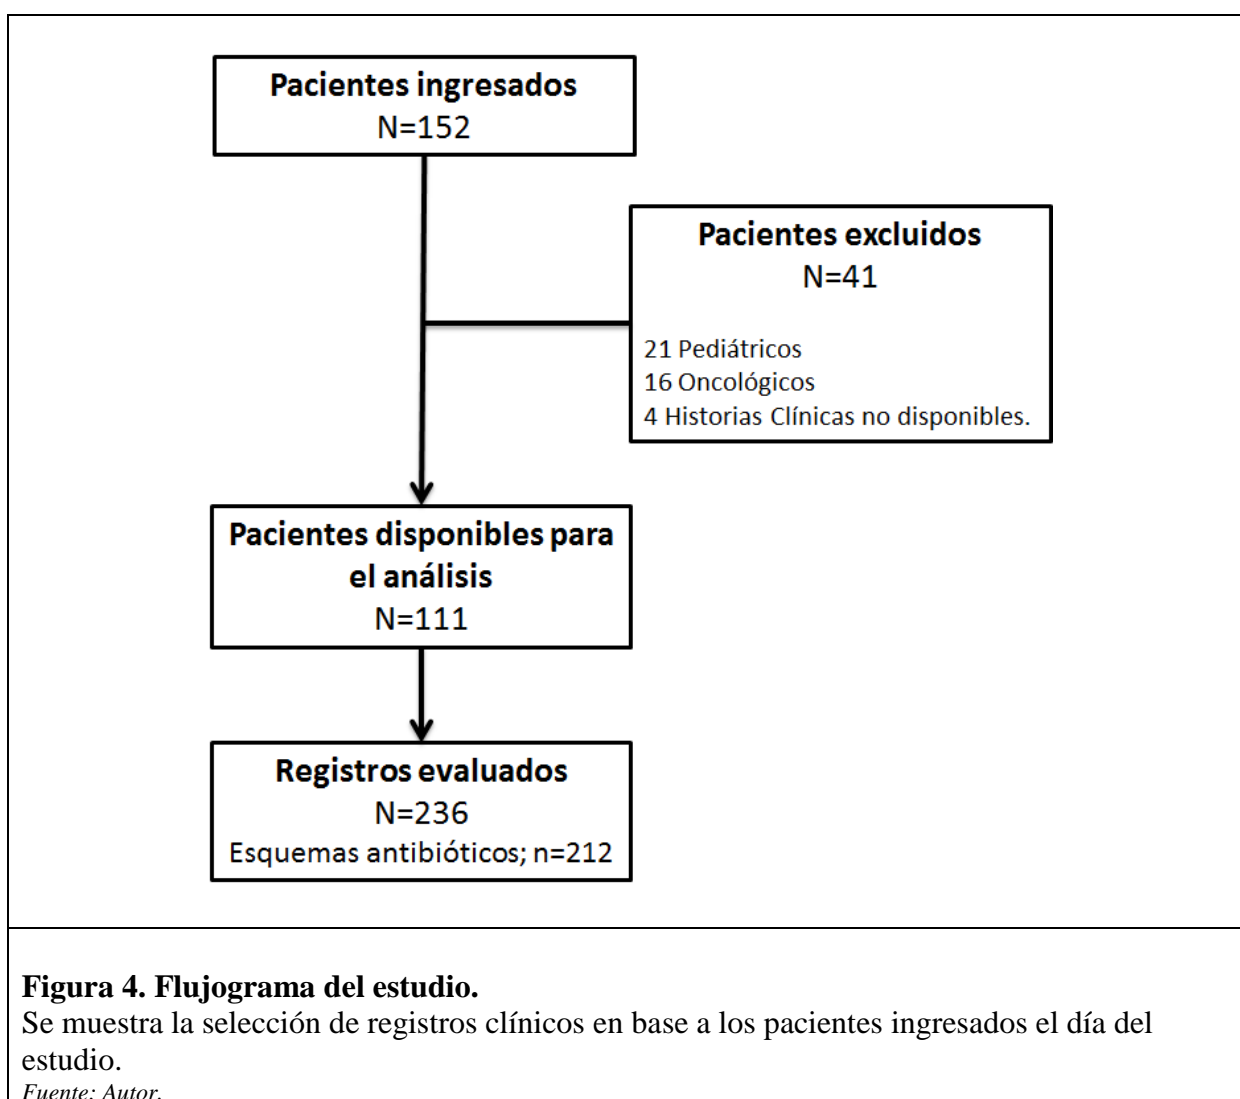 Pacientes ingresados
N=152
Pacientes excluidos
N=41
21 Pediátricos
16 Oncológicos
4 Historias Clínicas no disponibles.
Pacientes disponibles para
el análisis
N=111
Registros evaluados
N=236
Esquemas antibióticos; n=212
Figura 4. Flujograma del estudio.
Se muestra la selección de registros clínicos en base a los pacientes ingresados el día del
estudio.
Fuente: Autor.